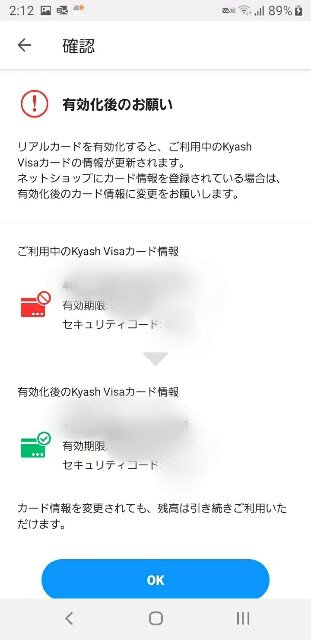 2:12
89%
確認
有効化後のお願い
リアルカードを有効化すると、ご利用中のKyash
Visaカードの情報が更新されます。
ネットショップにカード情報を登録されている場合は、
有効化後のカード情報に変更をお願いします。
ご利用中のKyash Visaカード情報
有効期限:
セキュリティコード:
有効化後のKyash Visaカード情報
有効期限:
セキュリティコード:
カード情報を変更されても、残高は引き続きご利用いた
だけます。
OK